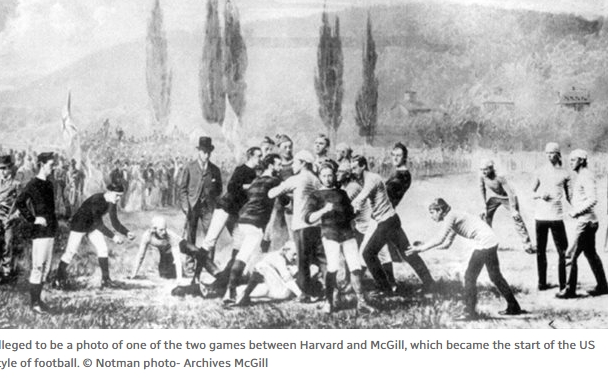 lleged to be a photo of one of the two games between Harvard and McGill, which became the start of the US
yle of football. © Notman photo- Archives McGill